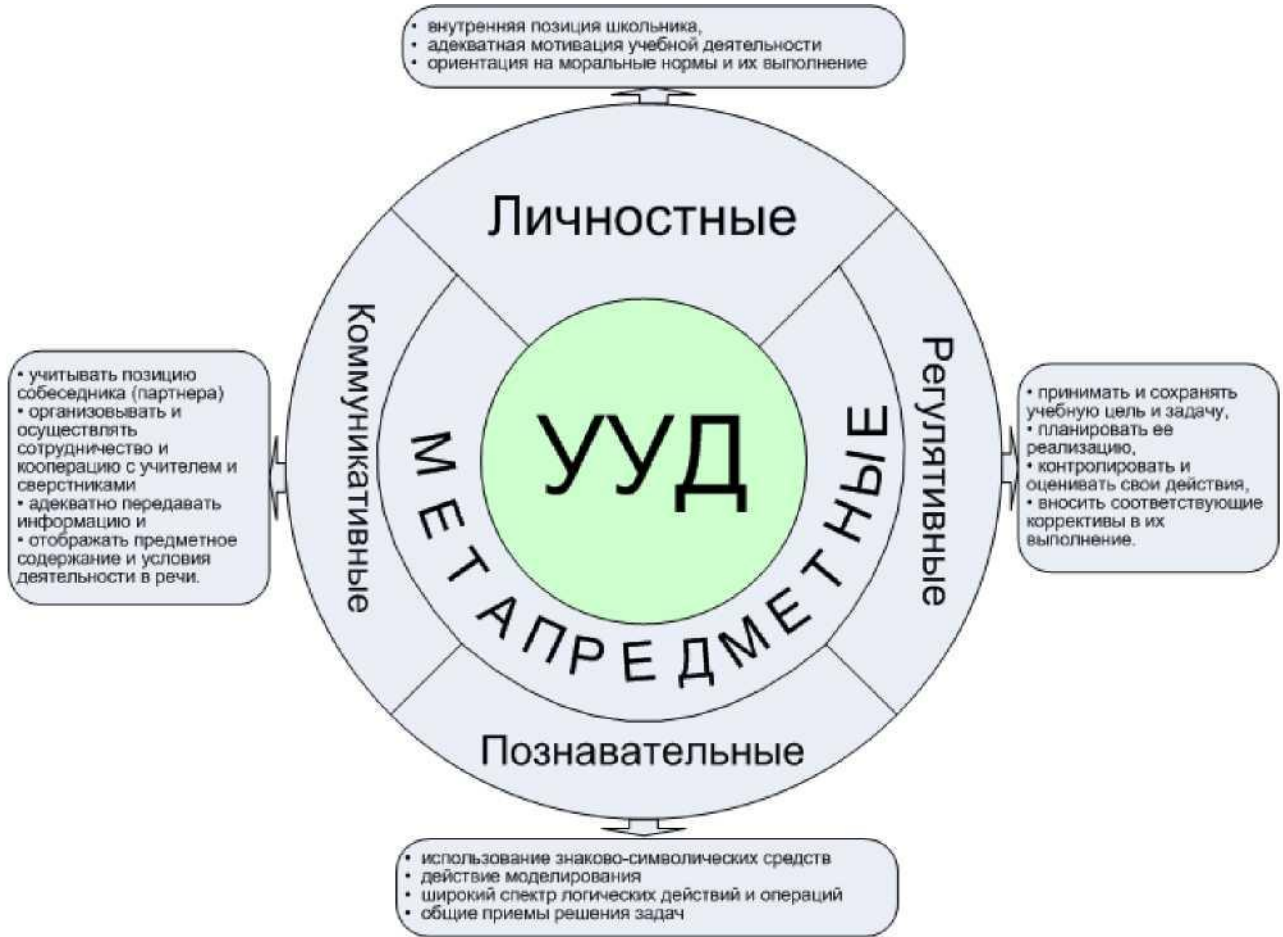 • внутренняя позиция школьника,
• адекватная мотивация учебной деятельности
• ориентация на моральные нормы и их выполнение
Личностные
Коммуникативные
• учитывать позицию
собеседника (партнера)
• организовывать и
осуществлять
сотрудничество и
кооперацию с учителем и
сверстниками
• адекватно передавать
информацию и
• отображать предметное
содержание и условия
деятельности в речи.
УУД
МЕТАПРЕДМЕТНЫЕ
Регулятивные
• принимать и сохранять
учебную цель и задачу,
• планировать ее
реализацию,
• контролировать и
оценивать свои действия,
• вносить соответствующие
коррективы в их
выполнение.
Познавательные
• использование знаково-символических средств
• действие моделирования
• широкий спектр логических действий и операций
• общие приемы решения задач